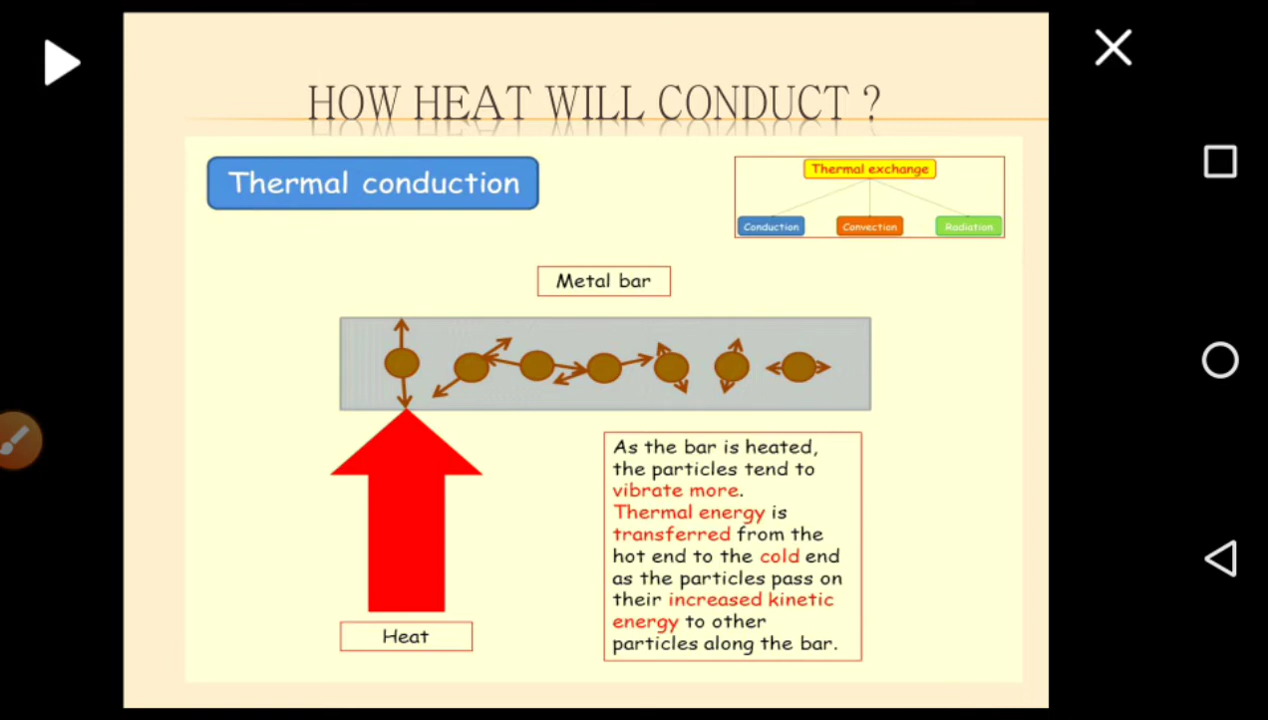 HOW HEAT WILL CONDUCT ?
Thermal conduction
Thermal exchange
Conduction
Convection
Radiation
Metal bar
As the bar is heated,
the particles tend to
vibrate more.
Thermal energy is
transferred from the
hot end to the cold end
as the particles pass on
their increased kinetic
energy to other
particles along the bar.
Heat